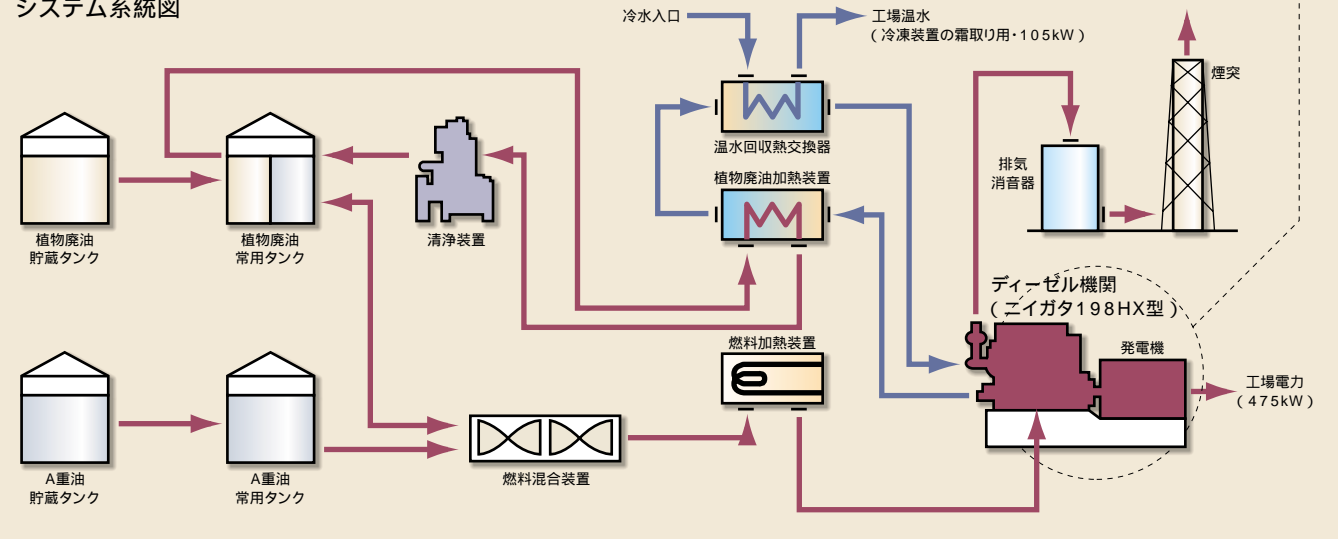 システム系統図
冷水入口
工場温水
(冷凍装置の霜取り用・105kW)
煙突
温水回収熱交換器
排気
消音器
植物廃油加熱装置
植物廃油
貯蔵タンク
植物廃油
常用タンク
清浄装置
ディーゼル機関
(ニイガタ198HX型)
燃料加熱装置
発電機
工場電力
(475kW)
A重油
貯蔵タンク
A重油
常用タンク
燃料混合装置